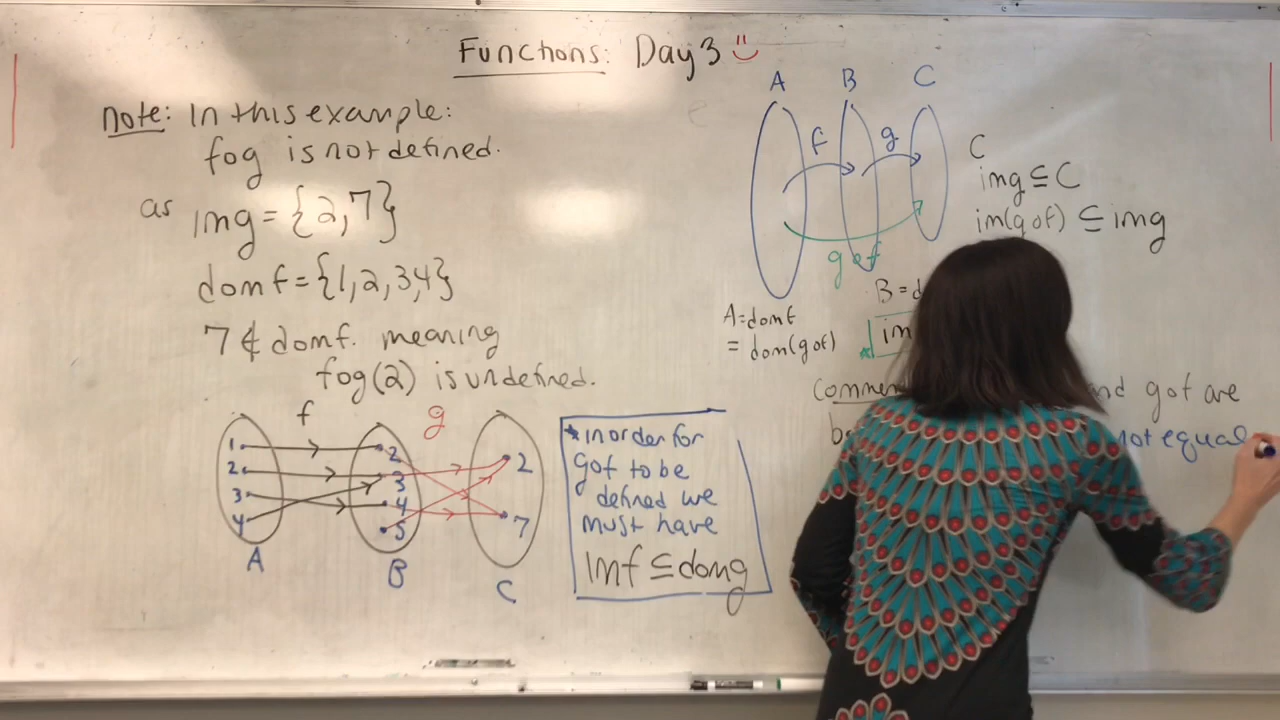 Functions: Day 3
note: In this example:
fog is not defined.
as img = {2,7}
domf = {1,2,3,4}
7 ∉ domf. meaning
fog(2) is undefined.
f
g
1
2
3
4
A
2
3
4
5
B
2
7
C
* in order for
gof to be
defined we
must have
Imf ⊆ domg
A B C
f g
gof
A=domf
= dom(gof)
C
img ⊆ C
im(gof) ⊆ img
B = d
im
gof are
not equal